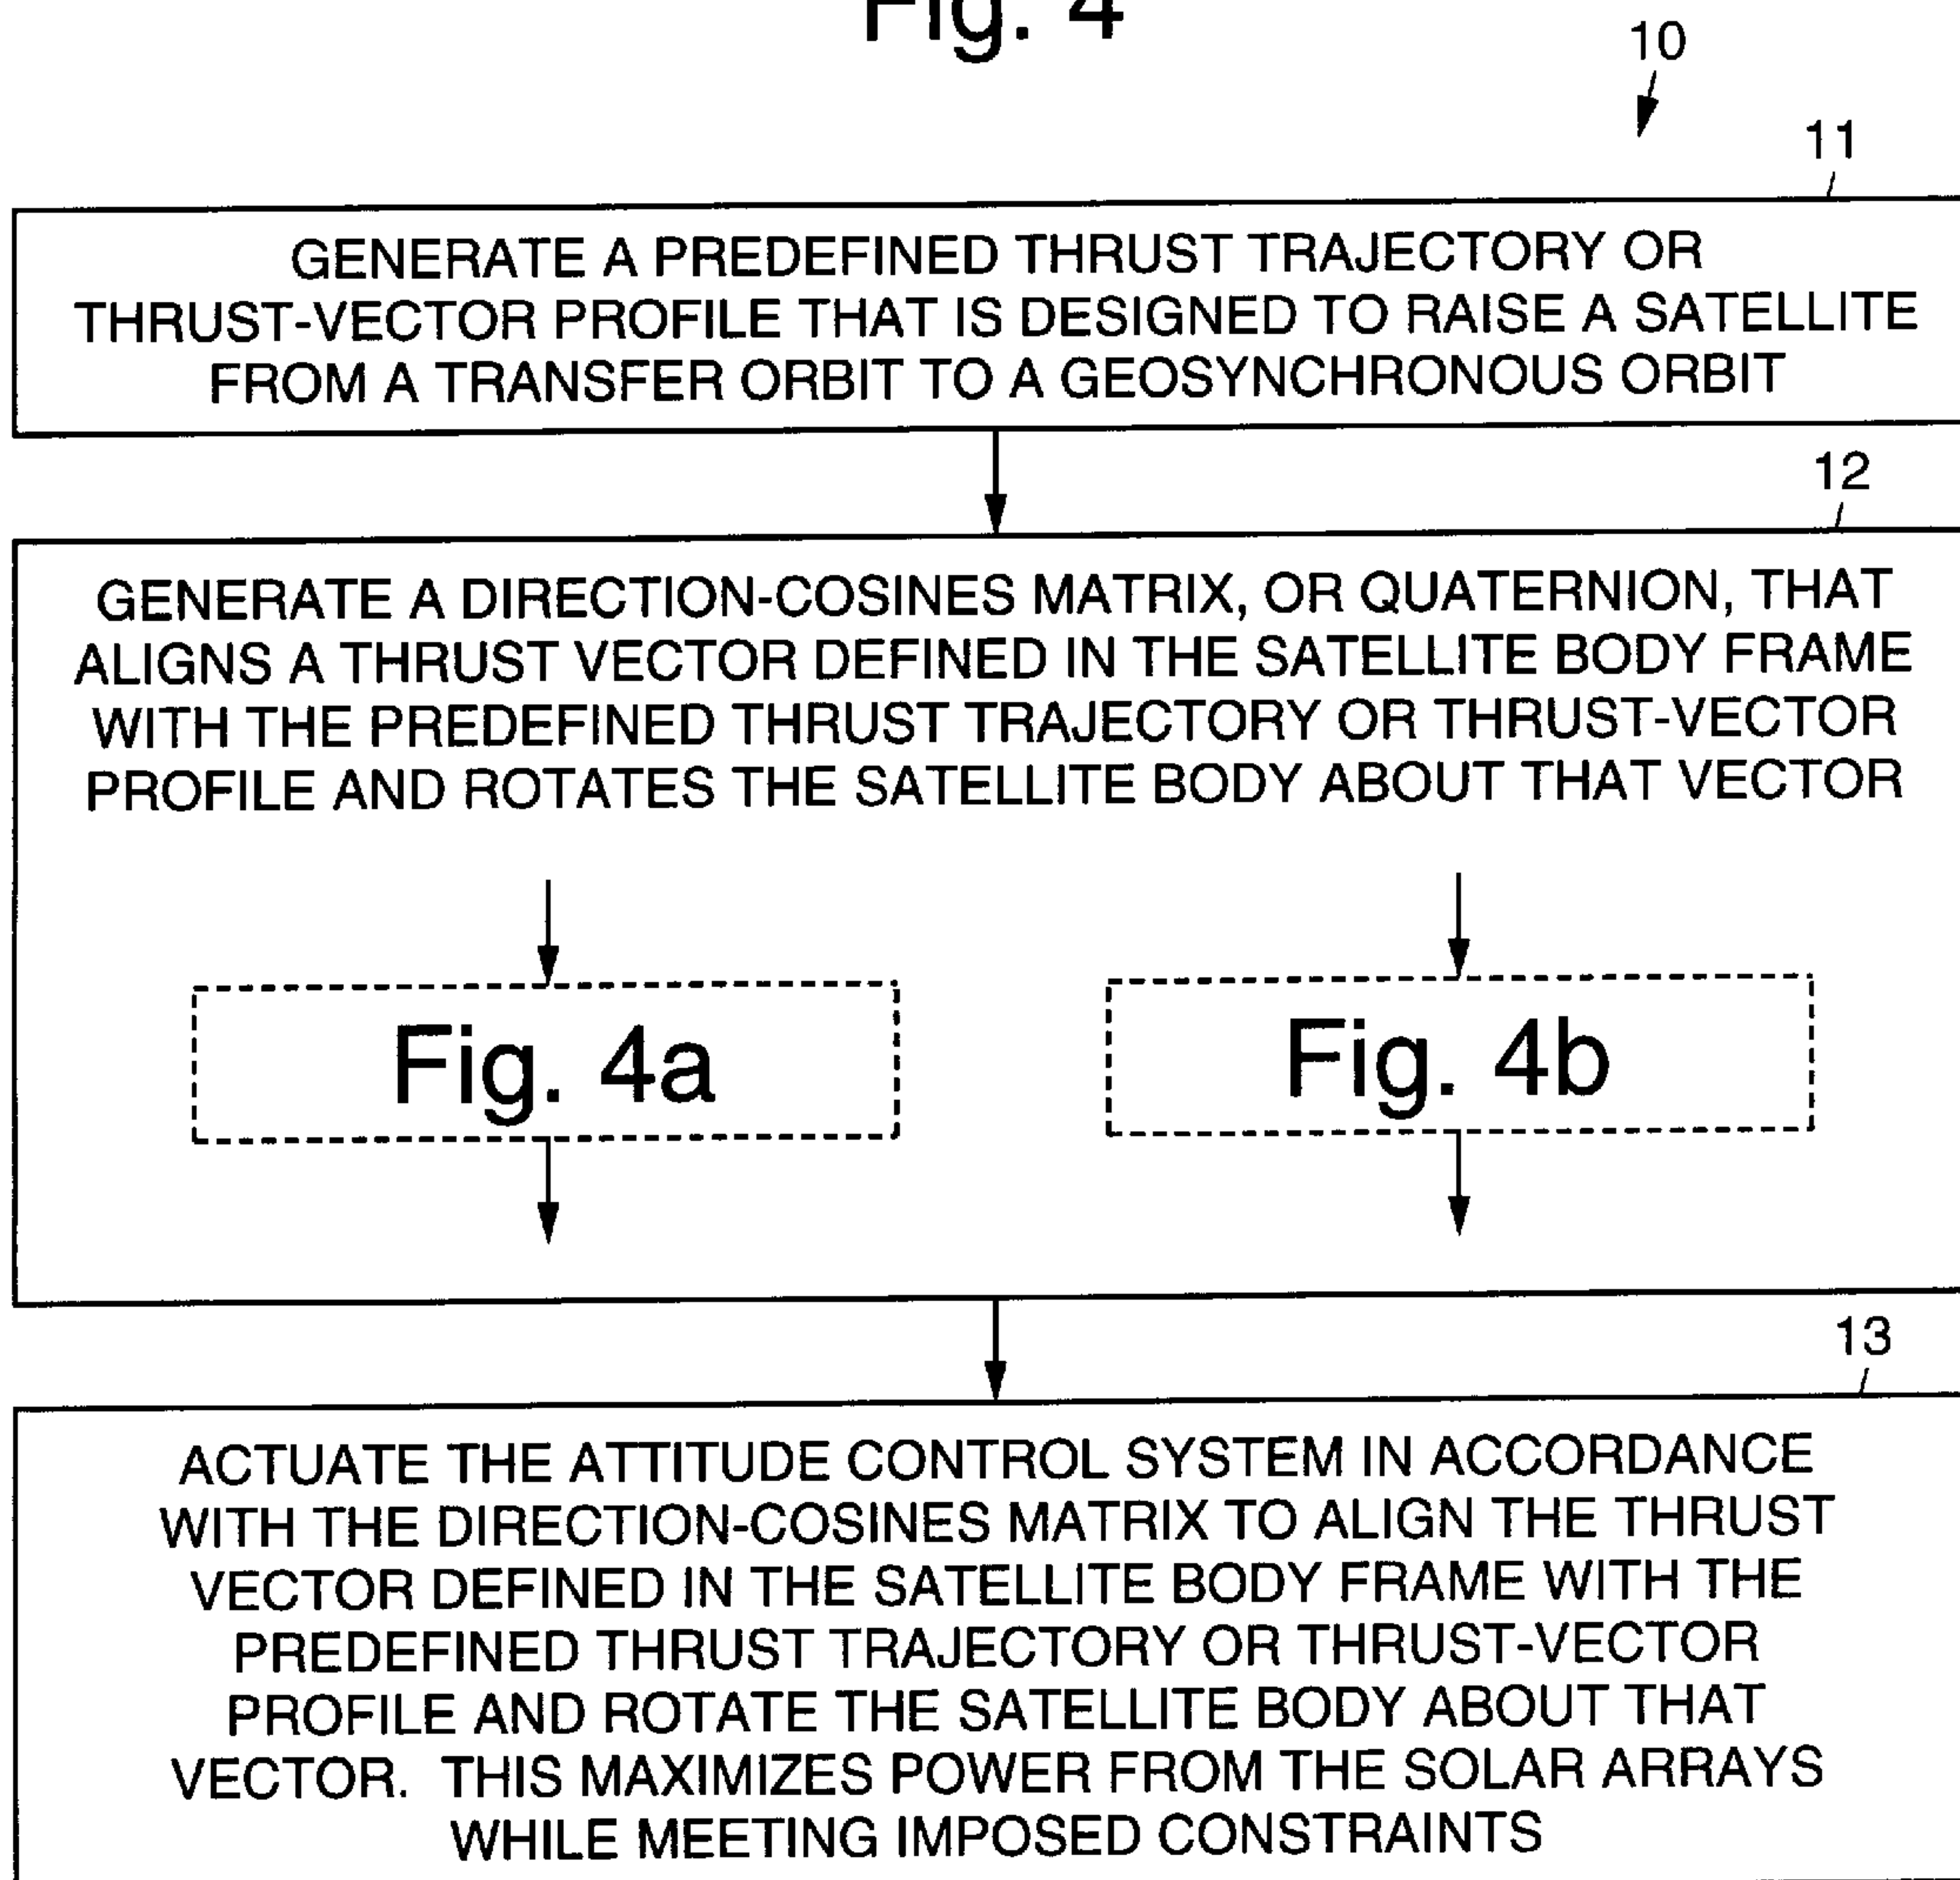 Fig. 4
10
11
GENERATE A PREDEFINED THRUST TRAJECTORY OR
THRUST-VECTOR PROFILE THAT IS DESIGNED TO RAISE A SATELLITE
FROM A TRANSFER ORBIT TO A GEOSYNCHRONOUS ORBIT
12
GENERATE A DIRECTION-COSINES MATRIX, OR QUATERNION, THAT
ALIGNS A THRUST VECTOR DEFINED IN THE SATELLITE BODY FRAME
WITH THE PREDEFINED THRUST TRAJECTORY OR THRUST-VECTOR
PROFILE AND ROTATES THE SATELLITE BODY ABOUT THAT VECTOR
Fig. 4a
Fig. 4b
13
ACTUATE THE ATTITUDE CONTROL SYSTEM IN ACCORDANCE
WITH THE DIRECTION-COSINES MATRIX TO ALIGN THE THRUST
VECTOR DEFINED IN THE SATELLITE BODY FRAME WITH THE
PREDEFINED THRUST TRAJECTORY OR THRUST-VECTOR
PROFILE AND ROTATE THE SATELLITE BODY ABOUT THAT
VECTOR. THIS MAXIMIZES POWER FROM THE SOLAR ARRAYS
WHILE MEETING IMPOSED CONSTRAINTS